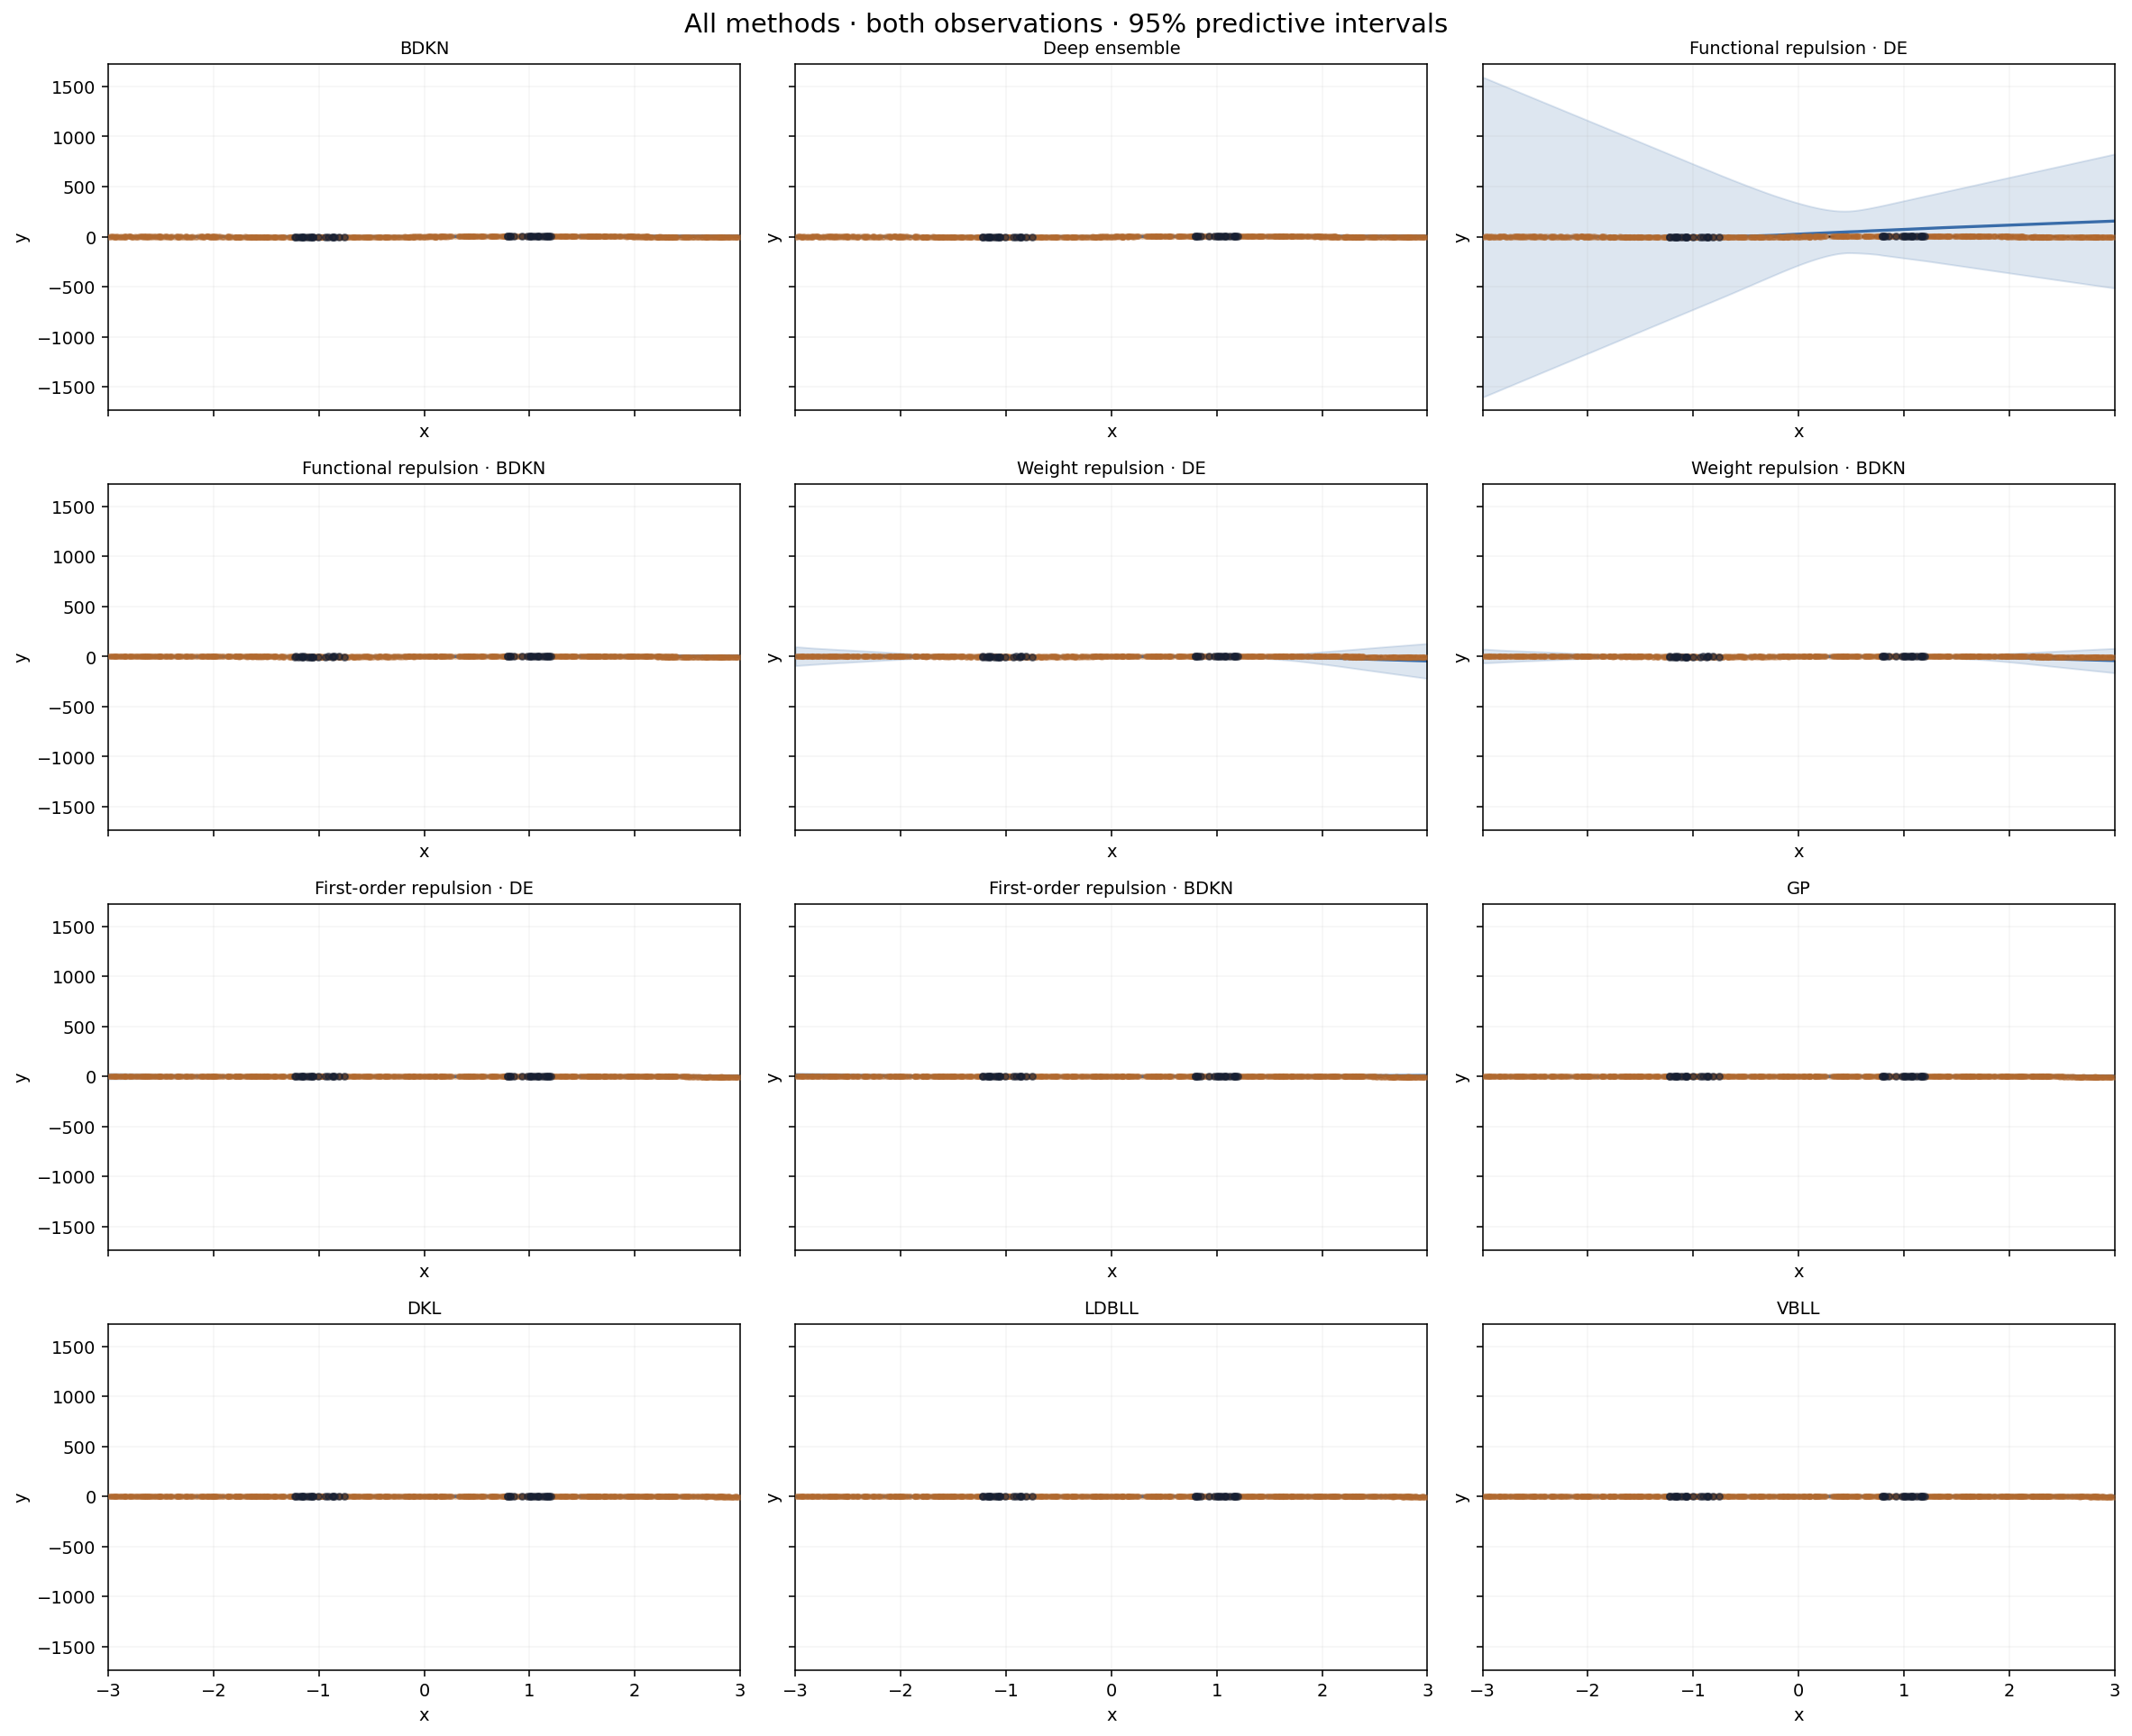 All methods · both observations · 95% predictive intervals
BDKN
Deep ensemble
Functional repulsion · DE
1500
1000
500
0
−500
−1000
−1500
y
y
y
x
x
x
Functional repulsion · BDKN
Weight repulsion · DE
Weight repulsion · BDKN
1500
1000
500
0
−500
−1000
−1500
y
y
y
x
x
x
First-order repulsion · DE
First-order repulsion · BDKN
GP
1500
1000
500
0
−500
−1000
−1500
y
y
y
x
x
x
DKL
LDBLL
VBLL
1500
1000
500
0
−500
−1000
−1500
y
y
y
−3 −2 −1 0 1 2 3
−3 −2 −1 0 1 2 3
−3 −2 −1 0 1 2 3
x
x
x